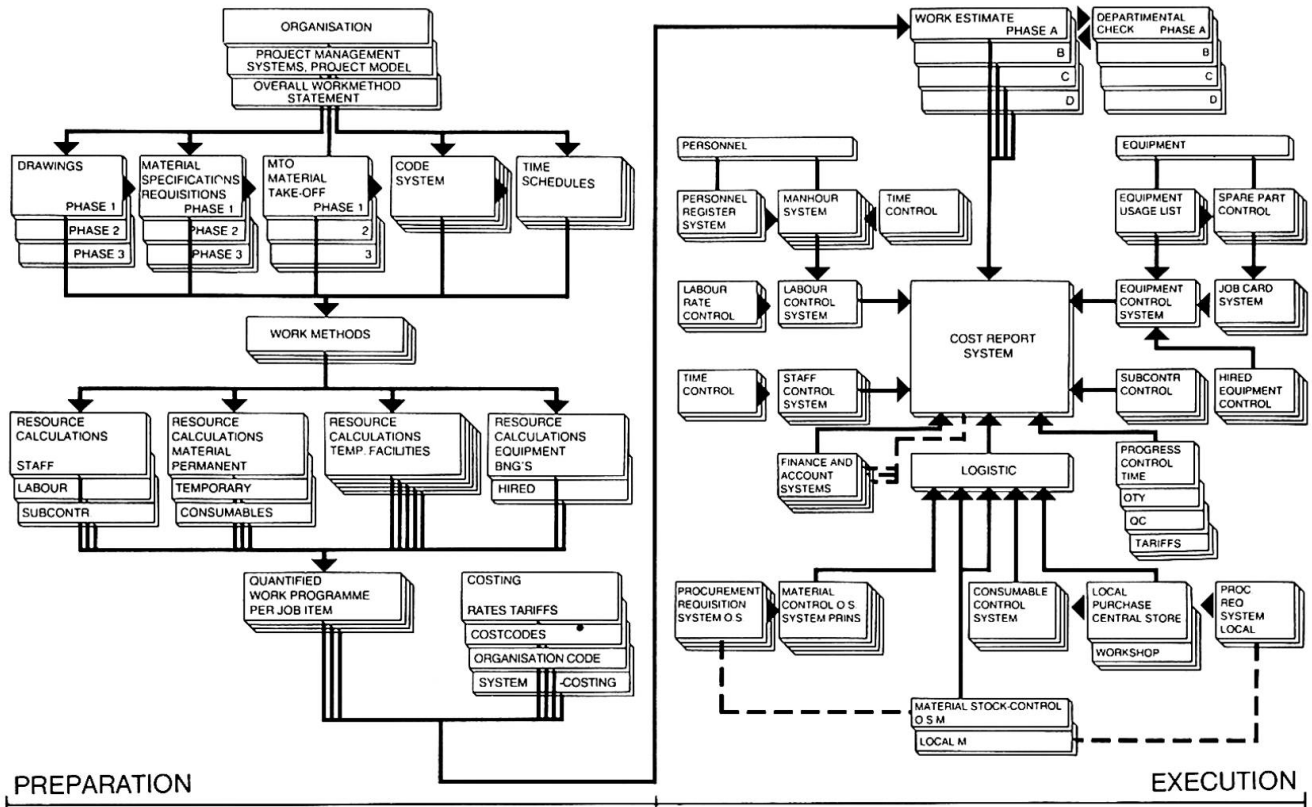 ORGANISATION
PROJECT MANAGEMENT
SYSTEMS, PROJECT MODEL
OVERALL WORKMETHOD
STATEMENT
DRAWINGS
PHASE 1
PHASE 2
PHASE 3
MATERIAL
SPECIFICATIONS
REQUISITIONS
PHASE 1
PHASE 2
PHASE 3
MTO
MATERIAL
TAKE-OFF
PHASE 1
2
3
CODE
SYSTEM
TIME
SCHEDULES
WORK METHODS
RESOURCE
CALCULATIONS
STAFF
LABOUR
SUBCONTR
RESOURCE
CALCULATIONS
MATERIAL
PERMANENT
TEMPORARY
CONSUMABLES
RESOURCE
CALCULATIONS
TEMP. FACILITIES
RESOURCE
CALCULATIONS
EQUIPMENT
BNG'S
HIRED
QUANTIFIED
WORK PROGRAMME
PER JOB ITEM
COSTING
RATES TARIFFS
COSTCODES
ORGANISATION CODE
SYSTEM -COSTING
PREPARATION
WORK ESTIMATE
PHASE A
B
C
D
DEPARTMENTAL
CHECK PHASE A
B
C
D
PERSONNEL
PERSONNEL
REGISTER
SYSTEM
MANHOUR
SYSTEM
TIME
CONTROL
EQUIPMENT
EQUIPMENT
USAGE LIST
SPARE PART
CONTROL
LABOUR
RATE
CONTROL
LABOUR
CONTROL
SYSTEM
COST REPORT
SYSTEM
EQUIPMENT
CONTROL
SYSTEM
JOB CARD
SYSTEM
TIME
CONTROL
STAFF
CONTROL
SYSTEM
SUBCONTR
CONTROL
HIRED
EQUIPMENT
CONTROL
FINANCE AND
ACCOUNT
SYSTEMS
LOGISTIC
PROGRESS
CONTROL
TIME
QTY
QC
TARIFFS
PROCUREMENT
REQUISITION
SYSTEM O S
MATERIAL
CONTROL O S
SYSTEM PRINS
CONSUMABLE
CONTROL
SYSTEM
LOCAL
PURCHASE
CENTRAL STORE
WORKSHOP
PROC
REQ
SYSTEM
LOCAL
MATERIAL STOCK-CONTROL
O S M
LOCAL M
EXECUTION